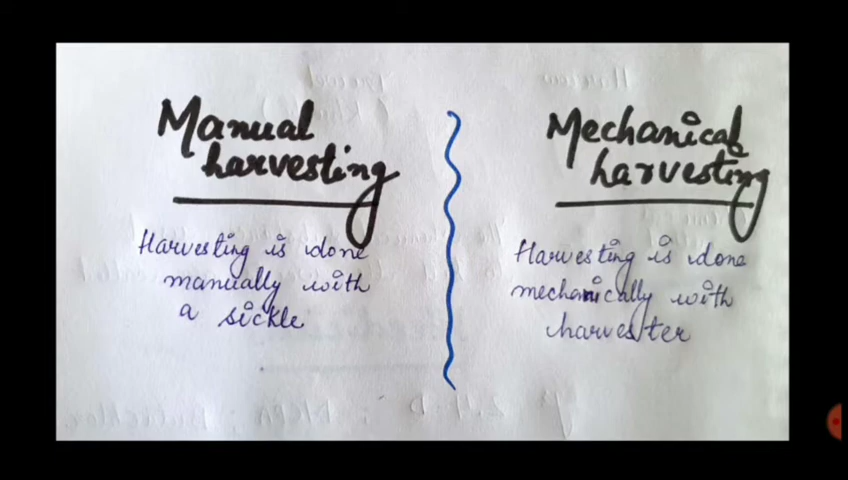 Manual
harvesting
Harvesting is done
manually with
a sickle
Mechanical
harvesting
Harvesting is done
mechanically with
harvester